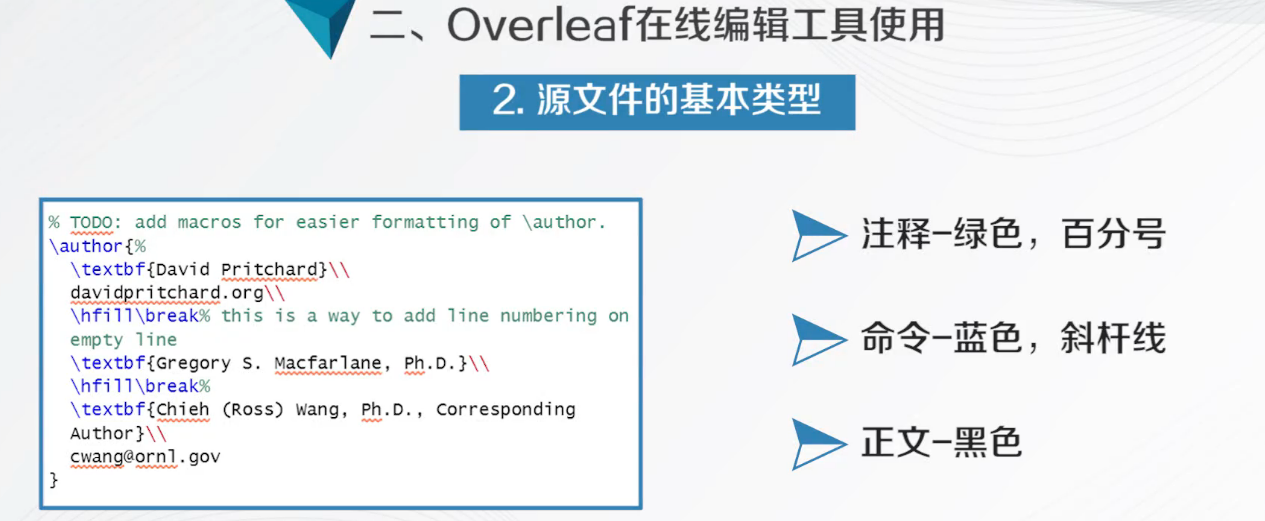 二、Overleaf在线编辑工具使用
2. 源文件的基本类型
% TODO: add macros for easier formatting of \author.
\author{%
\textbf{David Pritchard}\\
davidpritchard.org\\
\hfill\break% this is a way to add line numbering on
empty line
\textbf{Gregory S. Macfarlane, Ph.D.}\\
\hfill\break%
\textbf{Chieh (Ross) Wang, Ph.D., Corresponding
Author}\\
cwang@ornl.gov
}
注释-绿色，百分号
命令-蓝色，斜杆线
正文-黑色